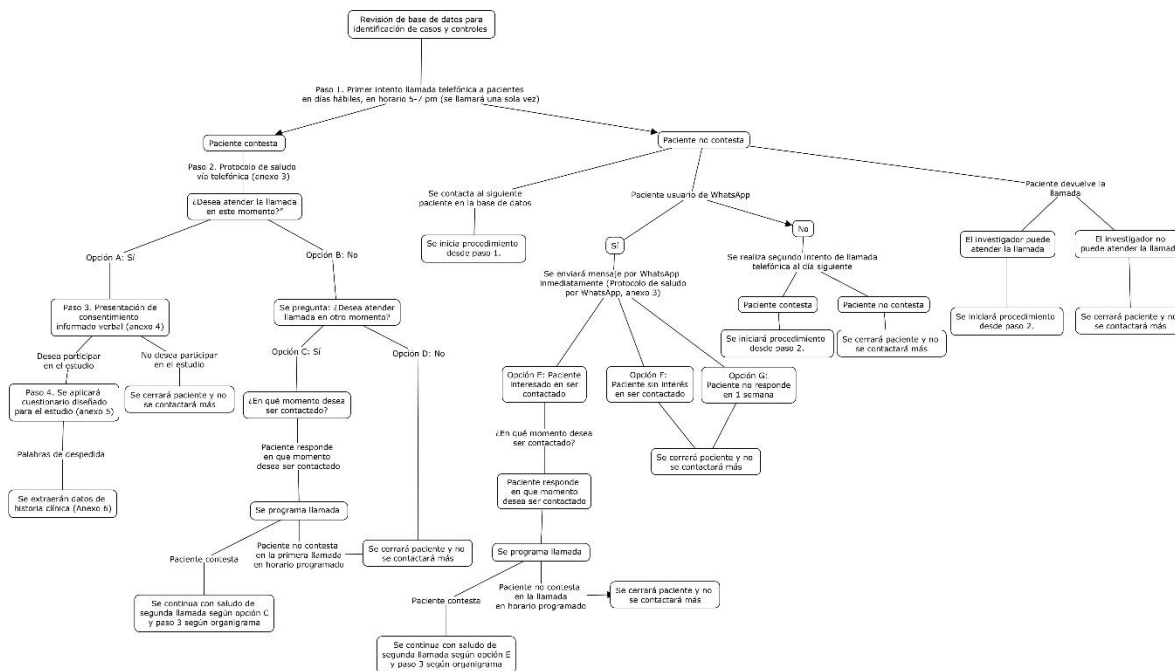 Revisión de base de datos para
identificación de casos y controles
Paso 1. Primer intento llamada telefónica a pacientes
en días hábiles, en horario 5-7 pm (se llamará una sola vez)
Paciente contesta
Paso 2. Protocolo de saludo
vía telefónica (anexo 3)
¿Desea atender la llamada
en este momento?"
Opción A: Sí
Paso 3. Presentación de
consentimiento
informado verbal (anexo 4)
Desea participar
en el estudio
No desea participar
en el estudio
Paso 4. Se aplicará
cuestionario diseñado
para el estudio (anexo 5)
Se cerrará paciente y no
se contactará más
Palabras de despedida
Se extraerán datos de
historia clínica (Anexo 6)
Opción B: No
Se pregunta: ¿Desea atender
llamada en otro momento?
Opción C: Sí
Opción D: No
¿En qué momento desea
ser contactado?
Paciente responde
en que momento
desea ser contactado
Se programa llamada
Paciente contesta
Paciente no contesta
en la primera llamada
en horario programado
Se cerrará paciente y no
se contactará más
Se continua con saludo de
segunda llamada según opción C
y paso 3 según organigrama
Paciente no contesta
Se contacta al siguiente
paciente en la base de datos
Se inicia procedimiento
desde paso 1.
Paciente usuario de WhatsApp
Sí
Se enviará mensaje por WhatsApp
inmediatamente (Protocolo de saludo
por WhatsApp, anexo 3)
Opción E: Paciente
interesado en ser
contactado
Opción F:
Paciente sin interés
en ser contactado
Opción G:
Paciente no responde
en 1 semana
¿En qué momento desea
ser contactado?
Se cerrará paciente y no
se contactará más
Paciente responde
en que momento
desea ser contactado
Se programa llamada
Paciente contesta
Paciente no contesta
en la llamada
en horario programado
Se cerrará paciente y no
se contactará más
Se continua con saludo de
segunda llamada según opción E
y paso 3 según organigrama
No
Se realiza segundo intento de llamada
telefónica al día siguiente
Paciente contesta
Paciente no contesta
Se iniciará procedimiento
desde paso 2.
Se cerrará paciente y no
se contactará más
Paciente devuelve la
llamada
El investigador puede
atender la llamada
El investigador no
puede atender la llamada
Se iniciará procedimiento
desde paso 2.
Se cerrará paciente y no
se contactará más